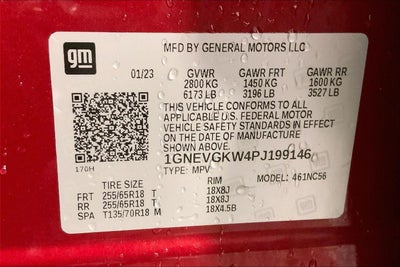 gm
MFD BY GENERAL MOTORS LLC
01/23 GVWR GAWR FRT GAWR RR
2800 KG 1450 KG 1600 KG
6173 LB 3196 LB 3527 LB
THIS VEHICLE CONFORMS TO ALL
APPLICABLE U.S. FEDERAL MOTOR
VEHICLE SAFETY STANDARDS IN EFFECT
ON THE DATE OF MANUFACTURE
SHOWN ABOVE.
1GNEVGKW4PJ199146
170H TYPE: MPV MODEL: 461NC56
TIRE SIZE RIM
FRT 255/65R18 T 18X8J
RR 255/65R18 T 18X8J
SPA T135/70R18 M 18X4.5B